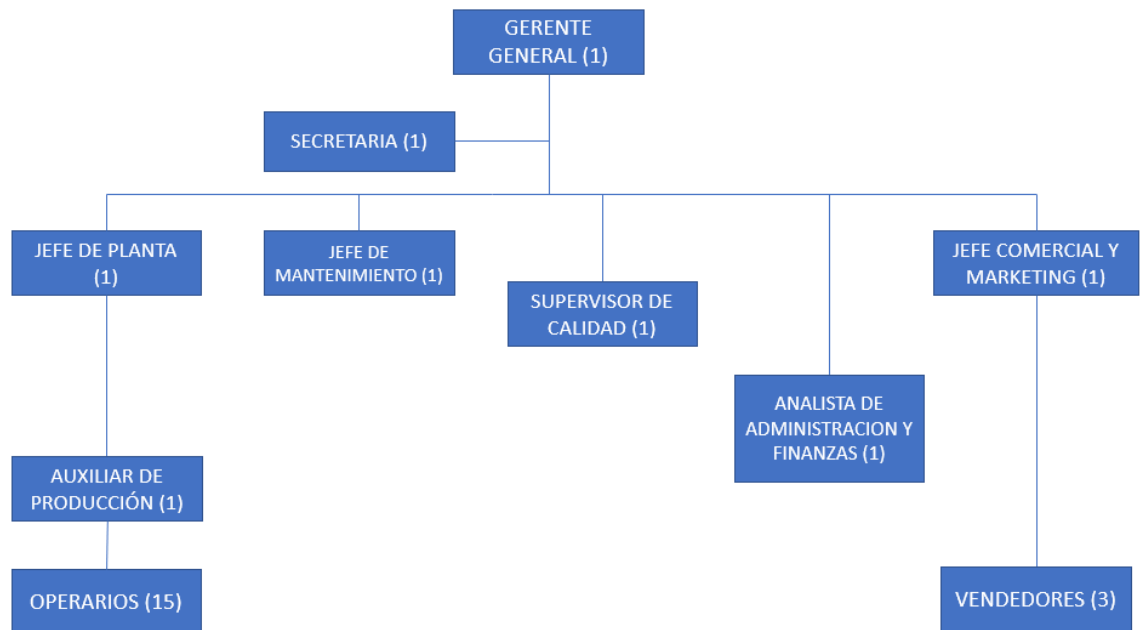 GERENTE
GENERAL (1)
SECRETARIA (1)
JEFE DE PLANTA
(1)
JEFE DE
MANTENIMIENTO (1)
SUPERVISOR DE
CALIDAD (1)
ANALISTA DE
ADMINISTRACION Y
FINANZAS (1)
JEFE COMERCIAL Y
MARKETING (1)
AUXILIAR DE
PRODUCCIÓN (1)
OPERARIOS (15)
VENDEDORES (3)